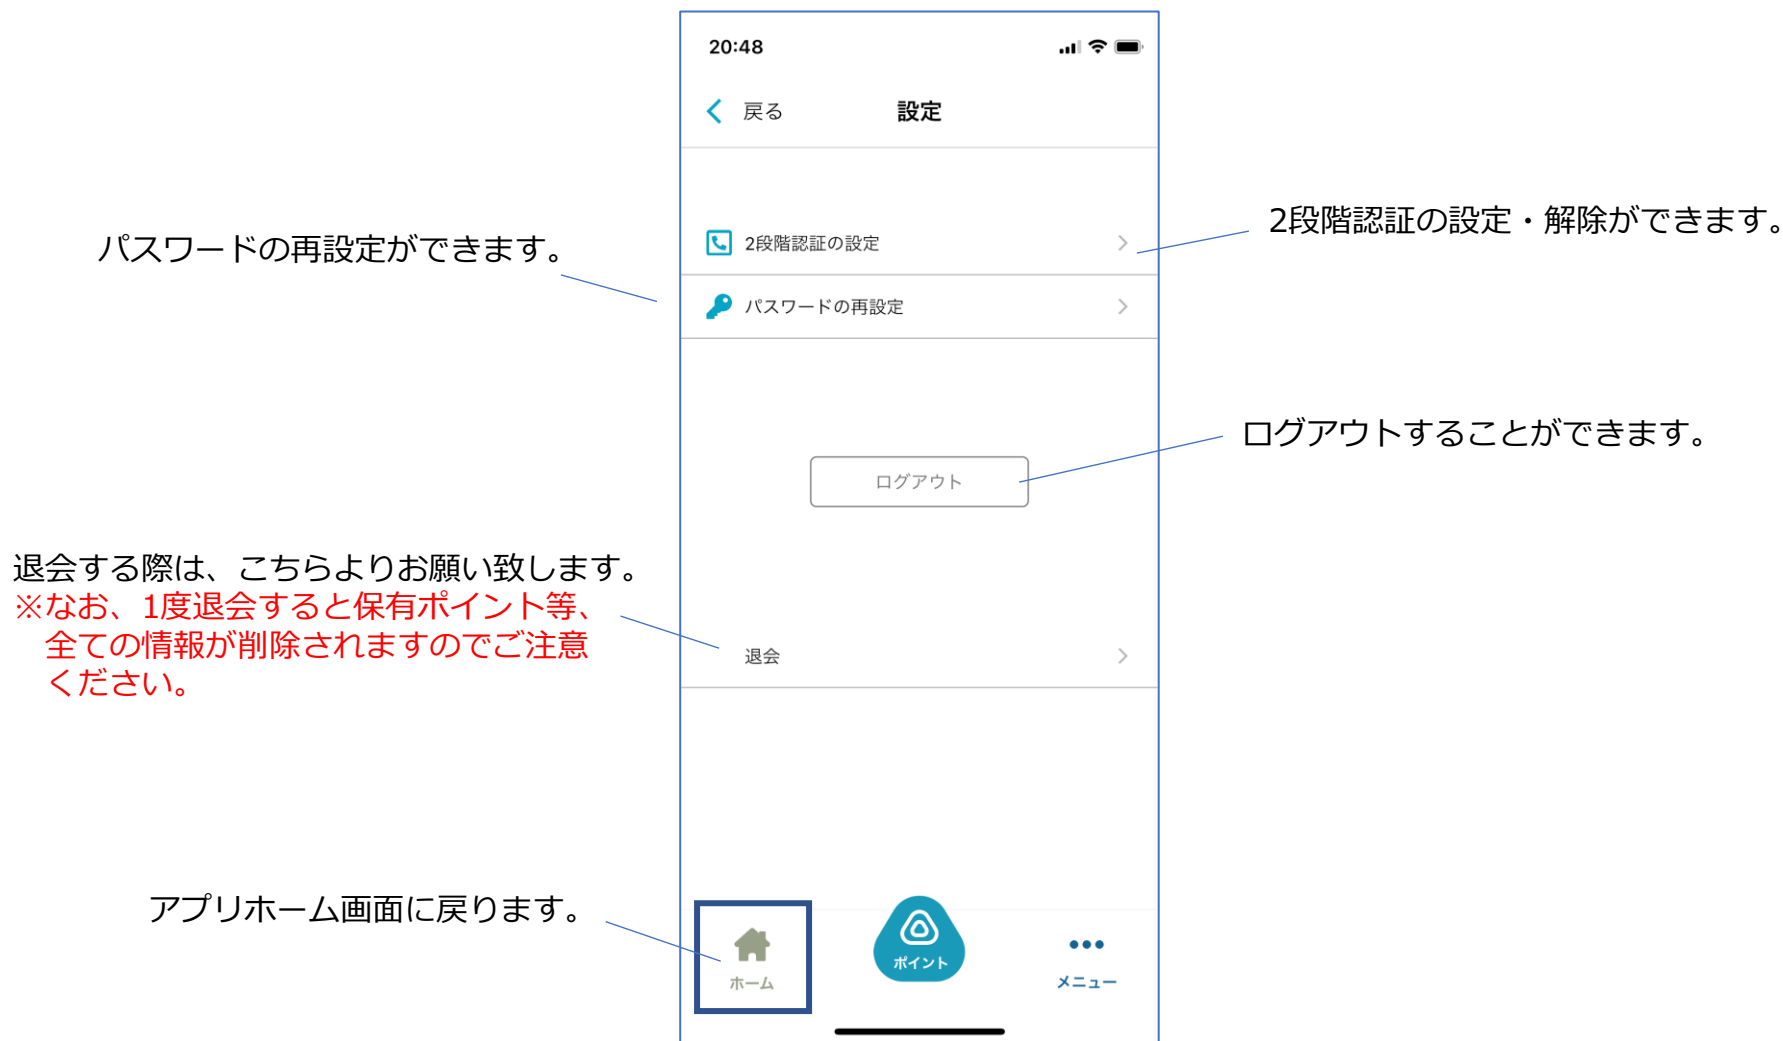 20:48
戻る
設定
2段階認証の設定・解除ができます。
パスワードの再設定ができます。
2段階認証の設定
パスワードの再設定
ログアウトすることができます。
ログアウト
退会する際は、こちらよりお願い致します。
※なお、1度退会すると保有ポイント等、
全ての情報が削除されますのでご注意
ください。
退会
アプリホーム画面に戻ります。
ホーム
ポイント
メニュー